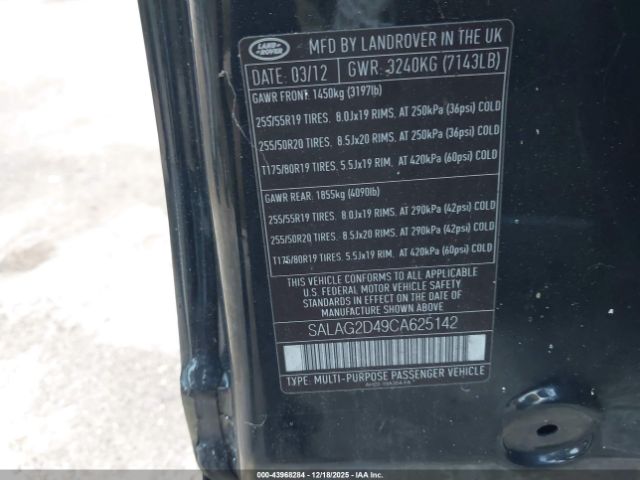 LAND ROVER
MFD BY LANDROVER IN THE UK
DATE: 03/12 GWR: 3240KG (7143LB)
GAWR FRONT: 1450kg (3197lb)
255/55R19 TIRES. 8.0Jx19 RIMS, AT 250kPa (36psi) COLD
255/50R20 TIRES. 8.5Jx20 RIMS, AT 250kPa (36psi) COLD
T175/80R19 TIRES. 5.5Jx19 RIM. AT 420kPa (60psi) COLD
GAWR REAR. 1855kg (4090lb)
255/55R19 TIRES. 8.0Jx19 RIMS, AT 290kPa (42psi) COLD
255/50R20 TIRES. 8.5Jx20 RIMS, AT 290kPa (42psi) COLD
T175/80R19 TIRES. 5.5Jx19 RIM. AT 420kPa (60psi) COLD
THIS VEHICLE CONFORMS TO ALL APPLICABLE
U.S. FEDERAL MOTOR VEHICLE SAFETY
STANDARDS IN EFFECT ON THE DATE OF
MANUFACTURE SHOWN ABOVE
SALAG2D49CA625142
TYPE: MULTI-PURPOSE PASSENGER VEHICLE
000-43968284 - 12/18/2025 - IAAI.COM